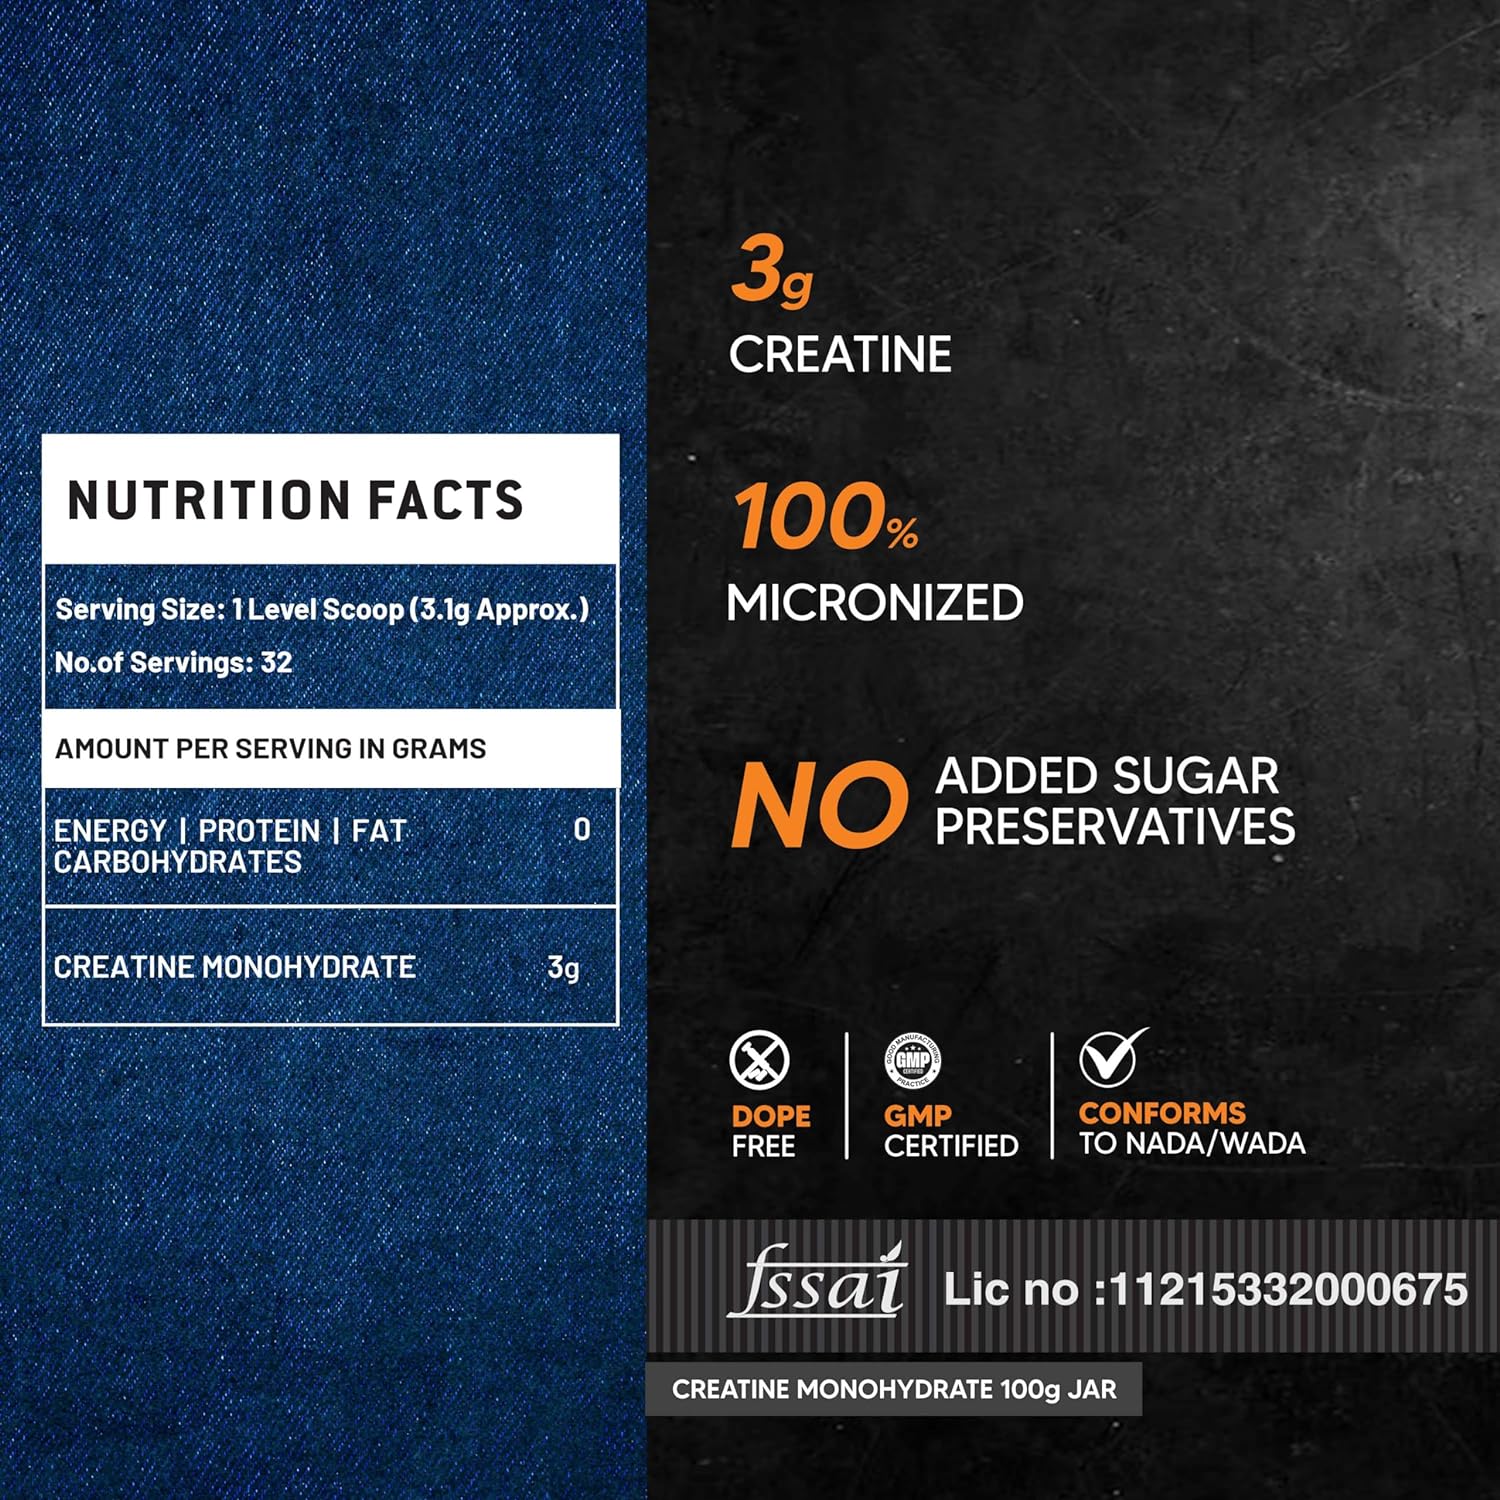 NUTRITION FACTS
Serving Size: 1 Level Scoop (3.1g Approx.)
No.of Servings: 32
AMOUNT PER SERVING IN GRAMS
ENERGY | PROTEIN | FAT 0
CARBOHYDRATES
CREATINE MONOHYDRATE 3g
3g
CREATINE
100%
MICRONIZED
NO ADDED SUGAR
PRESERVATIVES
DOPE
FREE
GOOD MANUFACTURING
GMP
CERTIFIED
PRACTICE
GMP
CERTIFIED
CONFORMS
TO NADA/WADA
fssai Lic no :11215332000675
CREATINE MONOHYDRATE 100g JAR